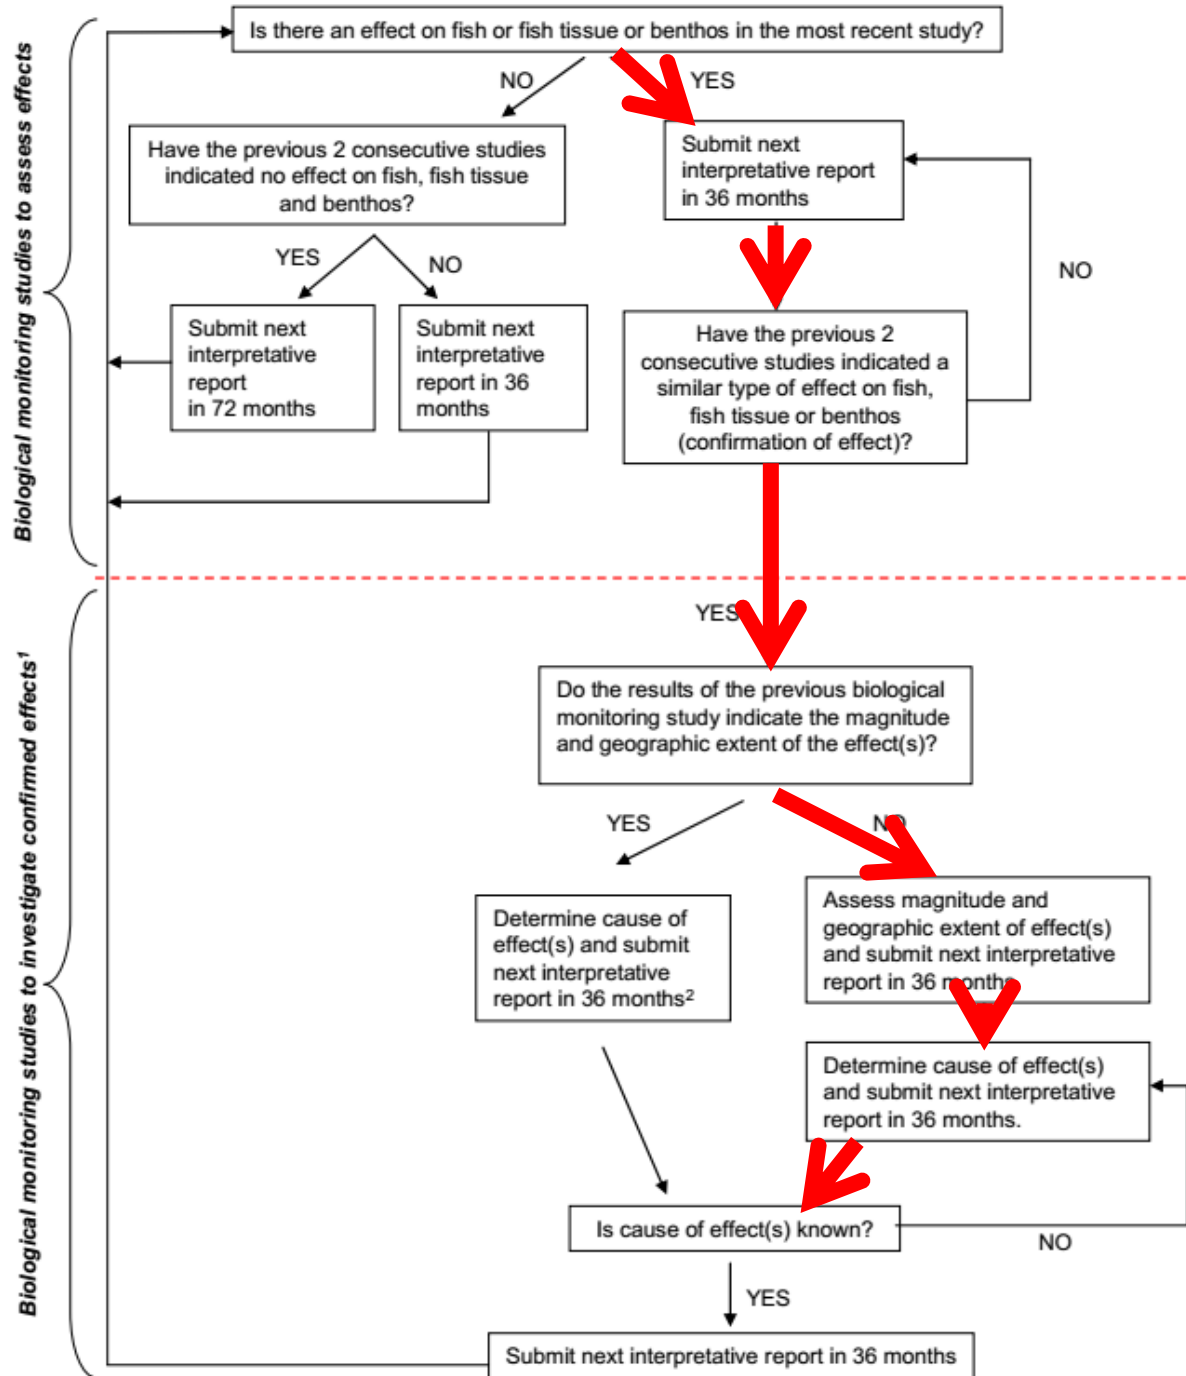 Is there an effect on fish or fish tissue or benthos in the most recent study?
NO
YES
Have the previous 2 consecutive studies
indicated no effect on fish, fish tissue
and benthos?
Submit next
interpretative report
in 36 months
YES
NO
NO
Submit next
interpretative
report
in 72 months
Submit next
interpretative
report in 36
months
Have the previous 2
consecutive studies indicated a
similar type of effect on fish,
fish tissue or benthos
(confirmation of effect)?
Biological monitoring studies to assess effects
YES
Do the results of the previous biological
monitoring study indicate the magnitude
and geographic extent of the effect(s)?
YES
NO
Determine cause of
effect(s) and submit
next interpretative
report in 36 months²
Assess magnitude and
geographic extent of effect(s)
and submit next interpretative
report in 36 months.
Determine cause of effect(s)
and submit next interpretative
report in 36 months.
Is cause of effect(s) known?
NO
YES
Submit next interpretative report in 36 months
Biological monitoring studies to investigate confirmed effects¹